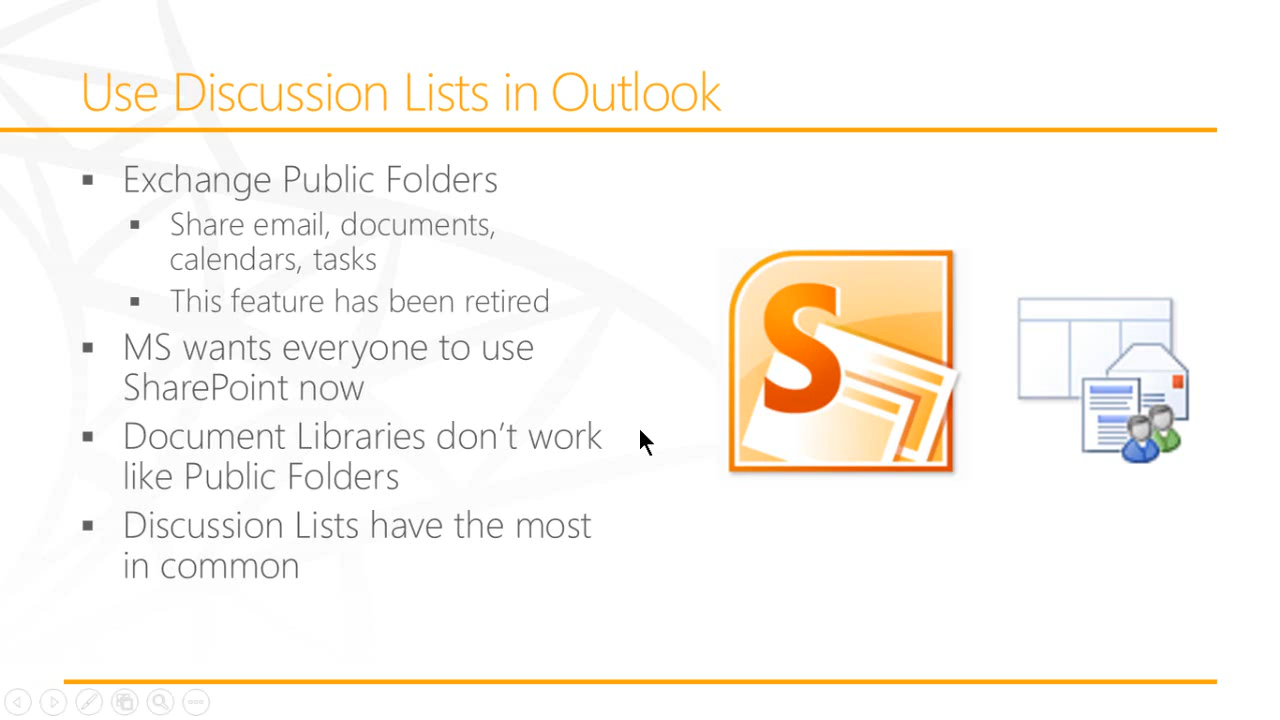 Use Discussion Lists in Outlook
▪ Exchange Public Folders
▪ Share email, documents,
calendars, tasks
▪ This feature has been retired
▪ MS wants everyone to use
SharePoint now
▪ Document Libraries don’t work
like Public Folders
▪ Discussion Lists have the most
in common
S